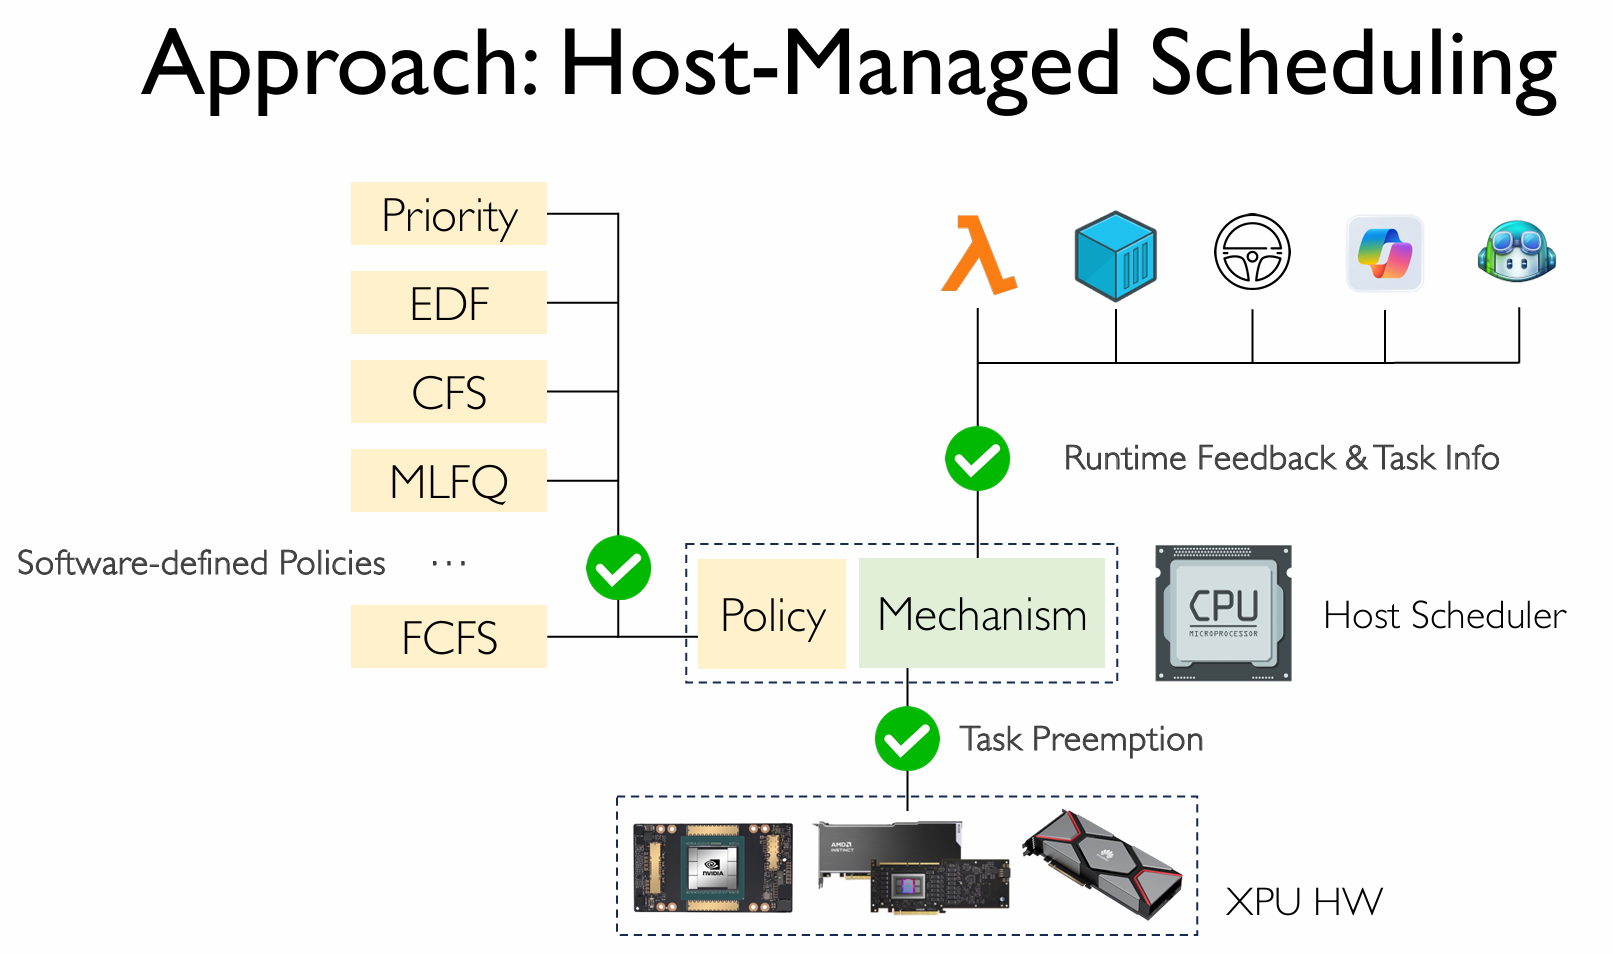 Approach: Host-Managed Scheduling
Priority
EDF
CFS
MLFQ
Software-defined Policies
...
FCFS
Runtime Feedback & Task Info
Policy
Mechanism
CPU
MICROPROCESSOR
Host Scheduler
Task Preemption
NVIDIA
AMD
INSTINCT
XPU HW